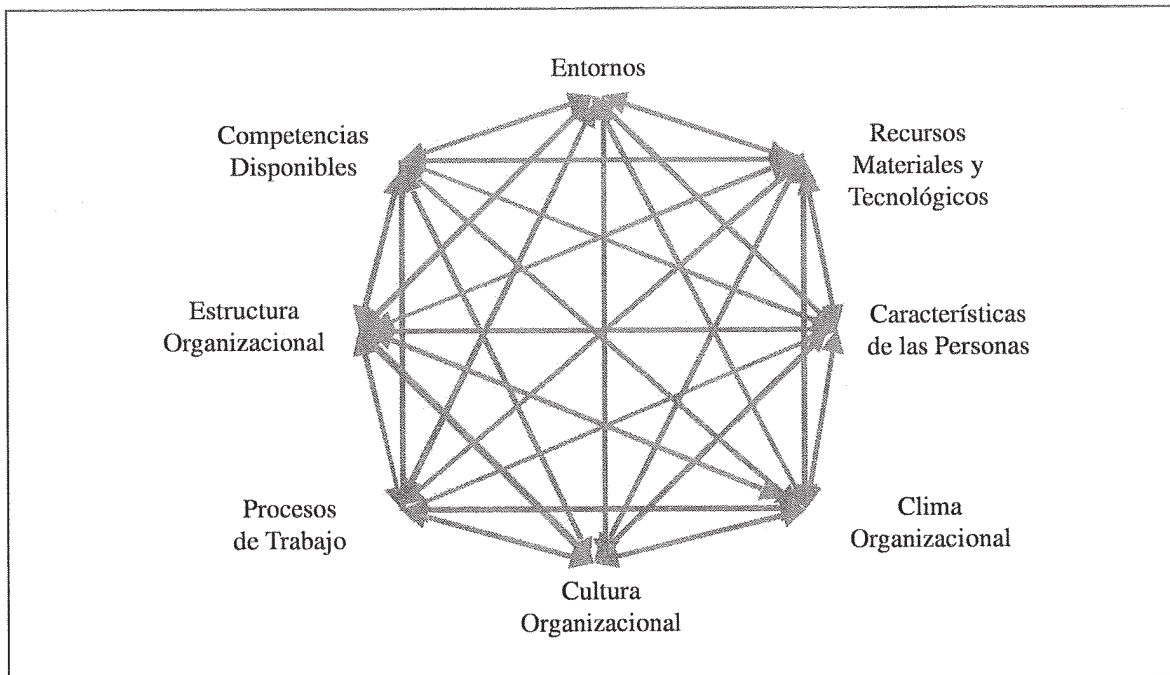 Entornos
Competencias
Disponibles
Recursos
Materiales y
Tecnológicos
Estructura
Organizacional
Características
de las Personas
Procesos
de Trabajo
Clima
Organizacional
Cultura
Organizacional